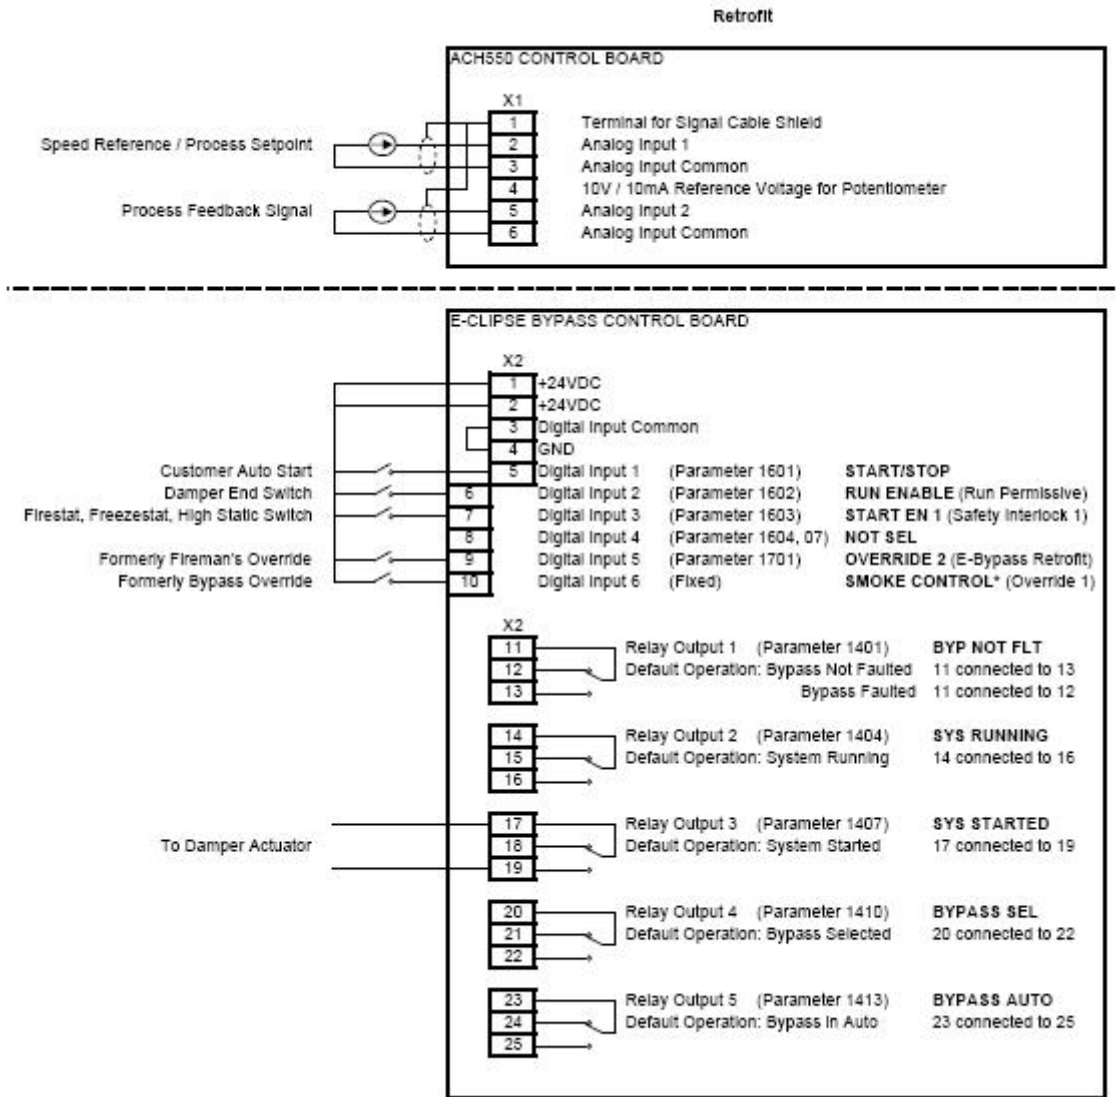 Retrofit
ACH550 CONTROL BOARD
X1
1 Terminal for Signal Cable Shield
Speed Reference / Process Setpoint 2 Analog Input 1
3 Analog Input Common
4 10V / 10mA Reference Voltage for Potentiometer
Process Feedback Signal 5 Analog Input 2
6 Analog Input Common
E-CLIPSE BYPASS CONTROL BOARD
X2
1 +24VDC
2 +24VDC
3 Digital Input Common
4 GND
Customer Auto Start 5 Digital Input 1 (Parameter 1601) START/STOP
Damper End Switch 6 Digital Input 2 (Parameter 1602) RUN ENABLE (Run Permissive)
Firestat, Freezestat, High Static Switch 7 Digital Input 3 (Parameter 1603) START EN 1 (Safety Interlock 1)
8 Digital Input 4 (Parameter 1604, 07) NOT SEL
Formerly Fireman's Override 9 Digital Input 5 (Parameter 1701) OVERRIDE 2 (E-Bypass Retrofit)
Formerly Bypass Override 10 Digital Input 6 (Fixed) SMOKE CONTROL* (Override 1)
X2
11 Relay Output 1 (Parameter 1401) BYP NOT FLT
12 Default Operation: Bypass Not Faulted 11 connected to 13
13 Bypass Faulted 11 connected to 12
14 Relay Output 2 (Parameter 1404) SYS RUNNING
15 Default Operation: System Running 14 connected to 16
16
17 Relay Output 3 (Parameter 1407) SYS STARTED
To Damper Actuator 18 Default Operation: System Started 17 connected to 19
19
20 Relay Output 4 (Parameter 1410) BYPASS SEL
21 Default Operation: Bypass Selected 20 connected to 22
22
23 Relay Output 5 (Parameter 1413) BYPASS AUTO
24 Default Operation: Bypass In Auto 23 connected to 25
25